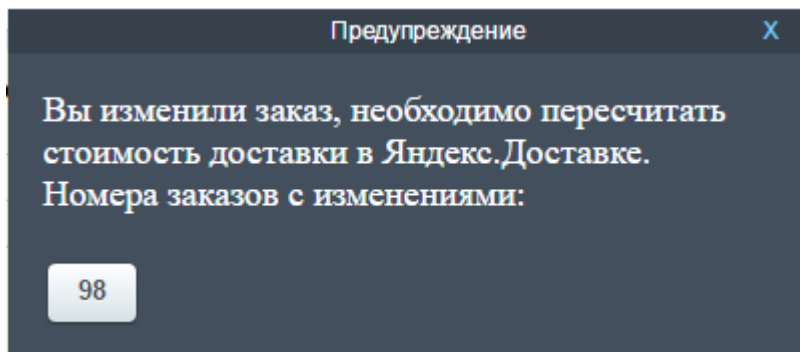 Предупреждение X
Вы изменили заказ, необходимо пересчитать
стоимость доставки в Яндекс.Доставке.
Номера заказов с изменениями:
98